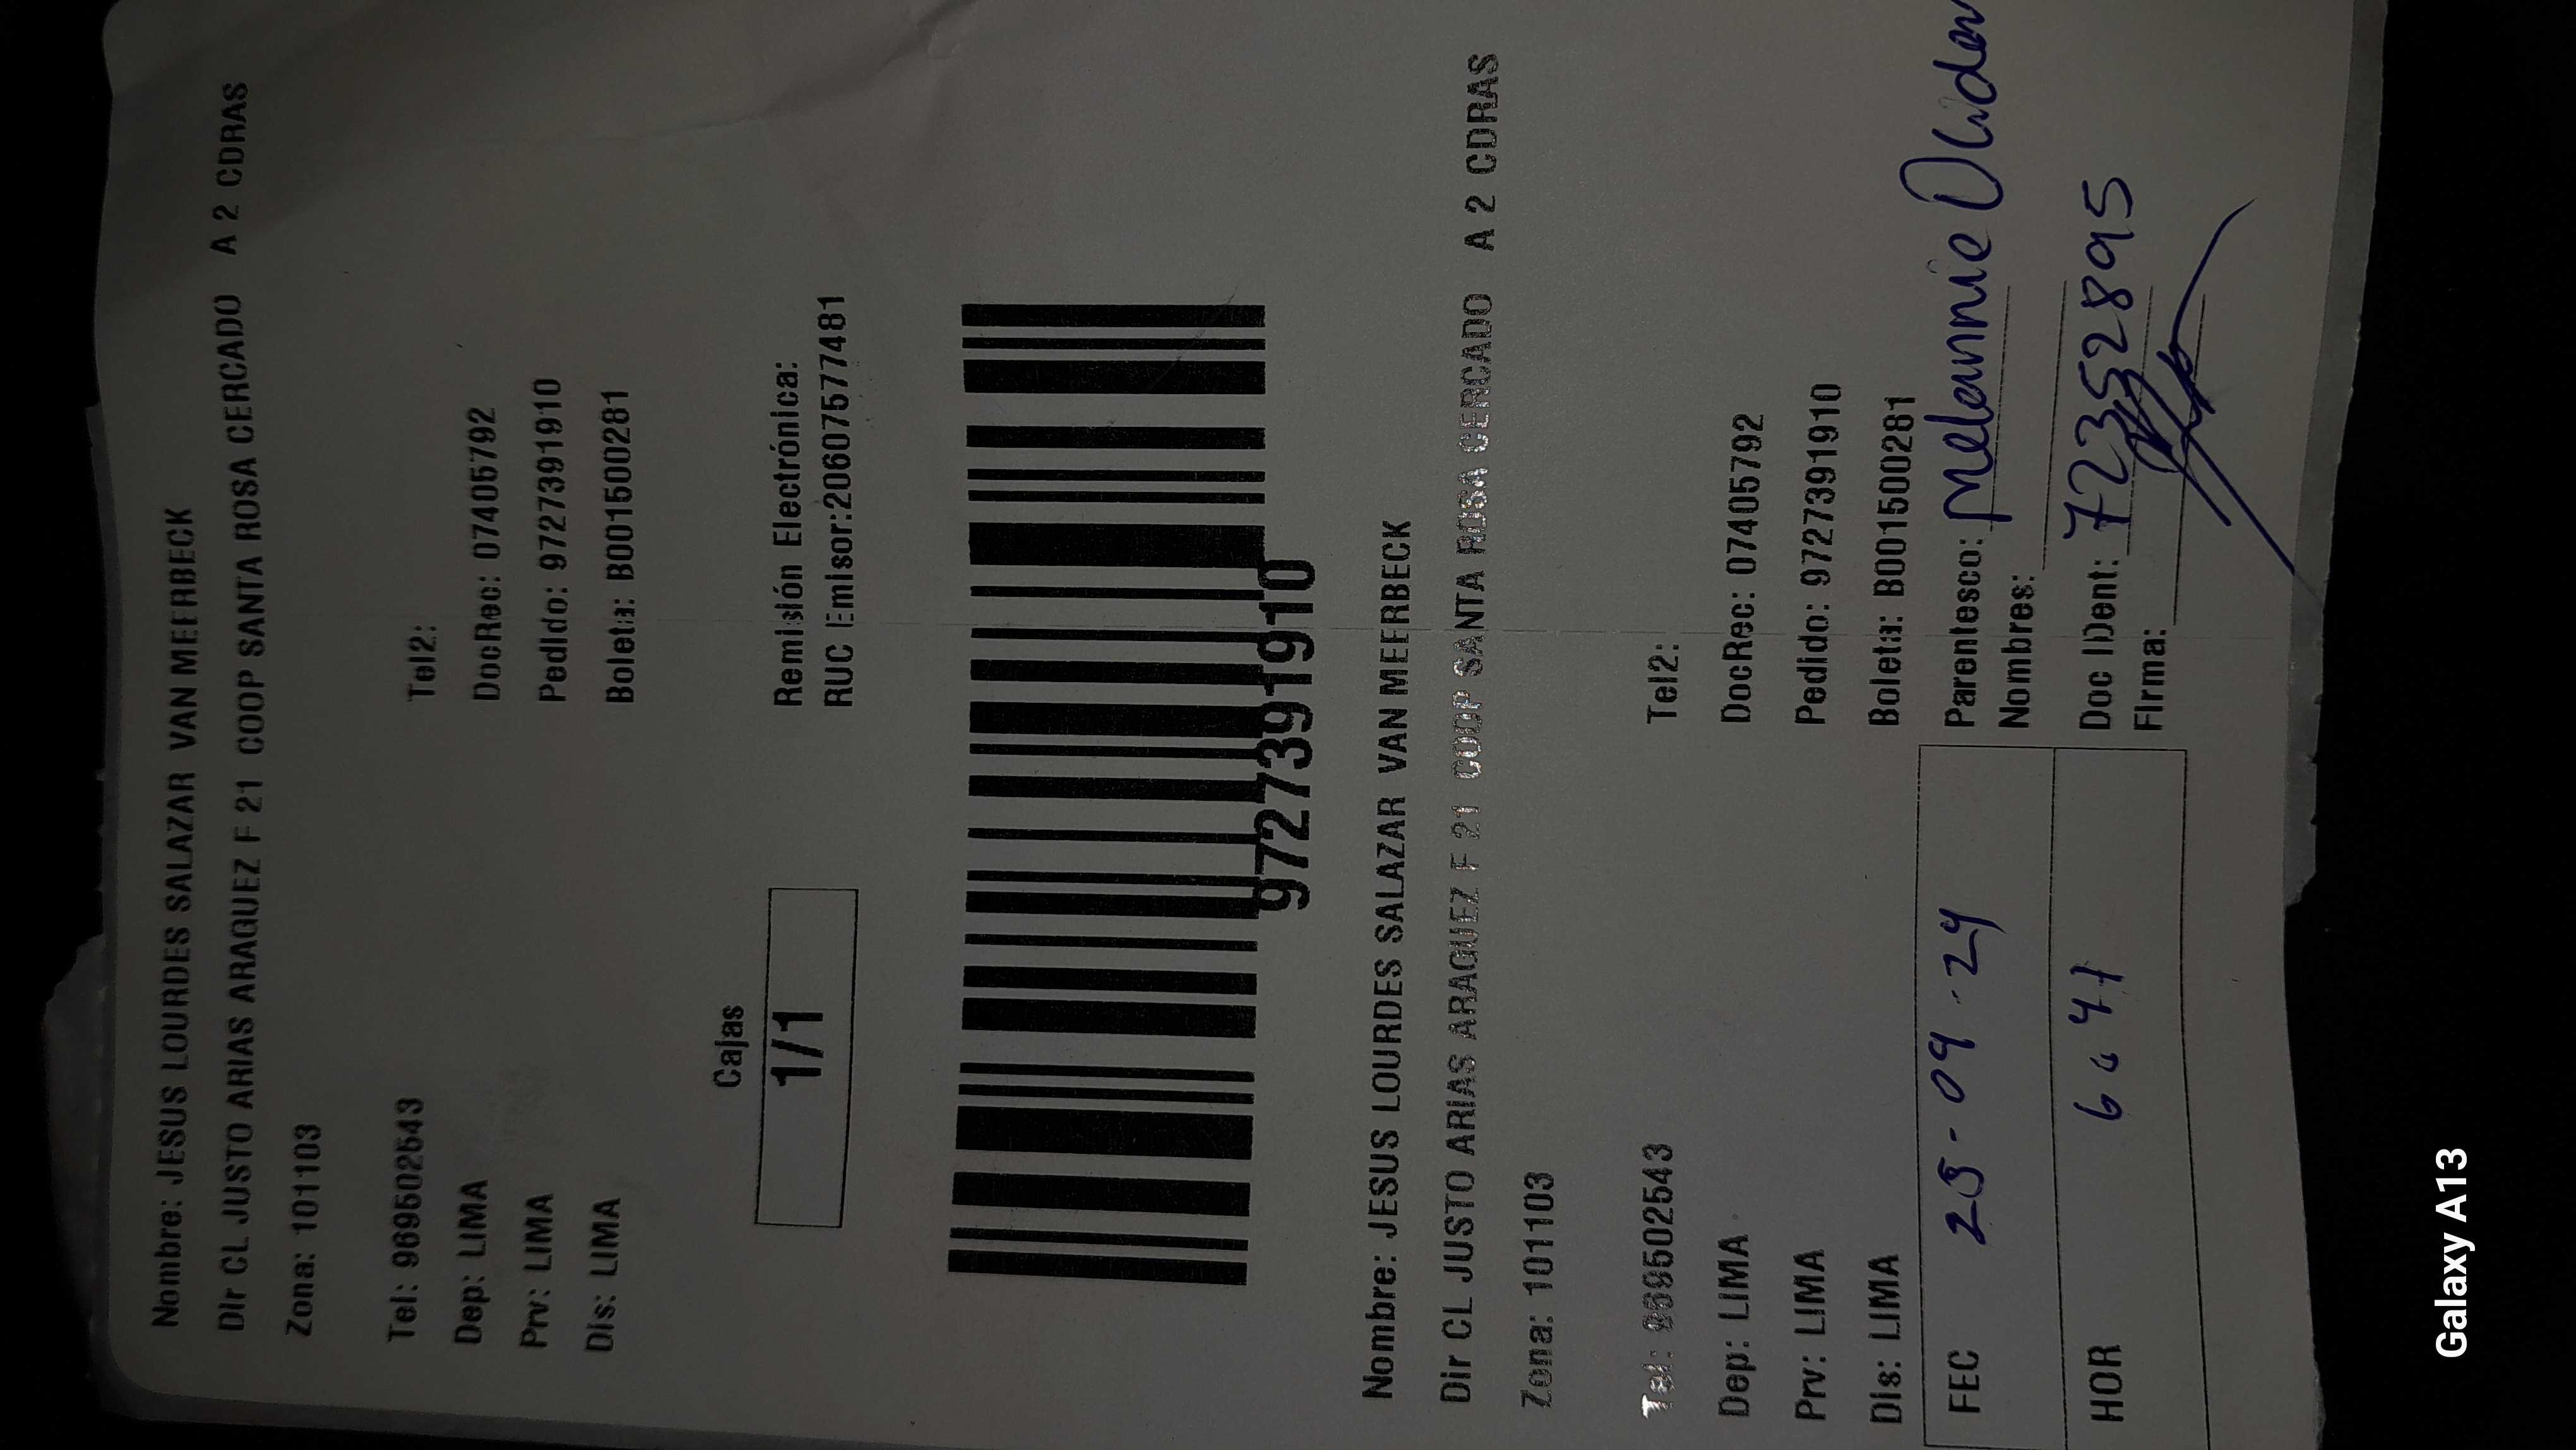 Nombre: JESUS LOURDES SALAZAR VAN MEERBECK
Dir CL JUSTO ARIAS ARAGUEZ F 21 COOP SANTA ROSA CERCADO A 2 CDRAS
Zona: 101103
Tel: 969502543 Tel2:
Dep: LIMA DocRec: 07405792
Prv: LIMA Pedido: 9727391910
Dis: LIMA Boleta: B001500281
Cajas
1/1
Remisión Electrónica:
RUC Emisor:20607577481
9727391910
Nombre: JESUS LOURDES SALAZAR VAN MEERBECK
Dir CL JUSTO ARIAS ARAGUEZ F 21 COOP SANTA ROSA CERCADO A 2 CDRAS
Zona: 101103
Tel: 969502543 Tel2:
Dep: LIMA DocRec: 07405792
Prv: LIMA Pedido: 9727391910
Dis: LIMA Boleta: B001500281
FEC 25-09-24 Parentesco: Melannie
Nombres:
HOR Doc IDent: 72352895
Firma:
Galaxy A13